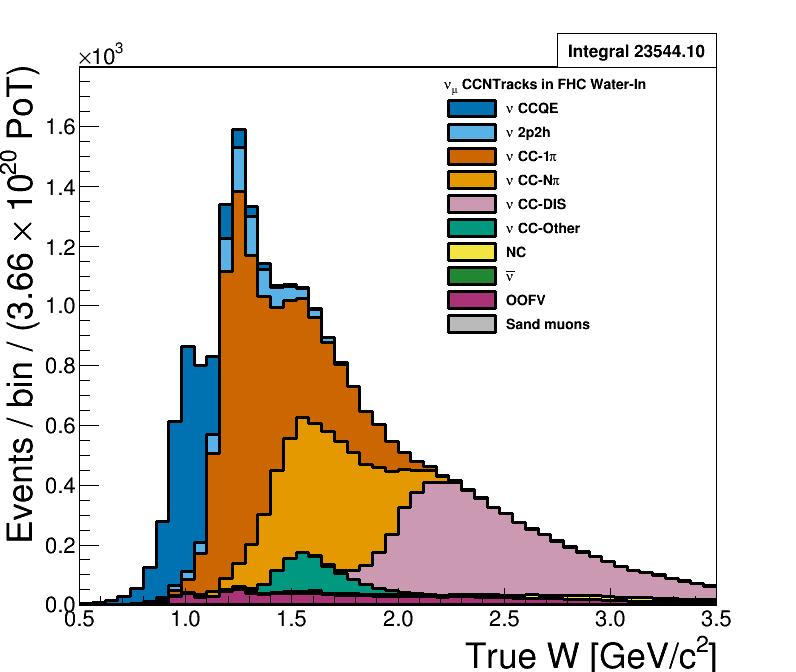 Integral 23544.10
×10³
ν_μ CCNTracks in FHC Water-In
ν CCQE
ν 2p2h
ν CC-1π
ν CC-Nπ
ν CC-DIS
ν CC-Other
NC
ν̅
OOFV
Sand muons
Events / bin / (3.66 × 10²⁰ PoT)
1.6
1.4
1.2
1.0
0.8
0.6
0.4
0.2
0.0
0.5 1.0 1.5 2.0 2.5 3.0 3.5
True W [GeV/c²]